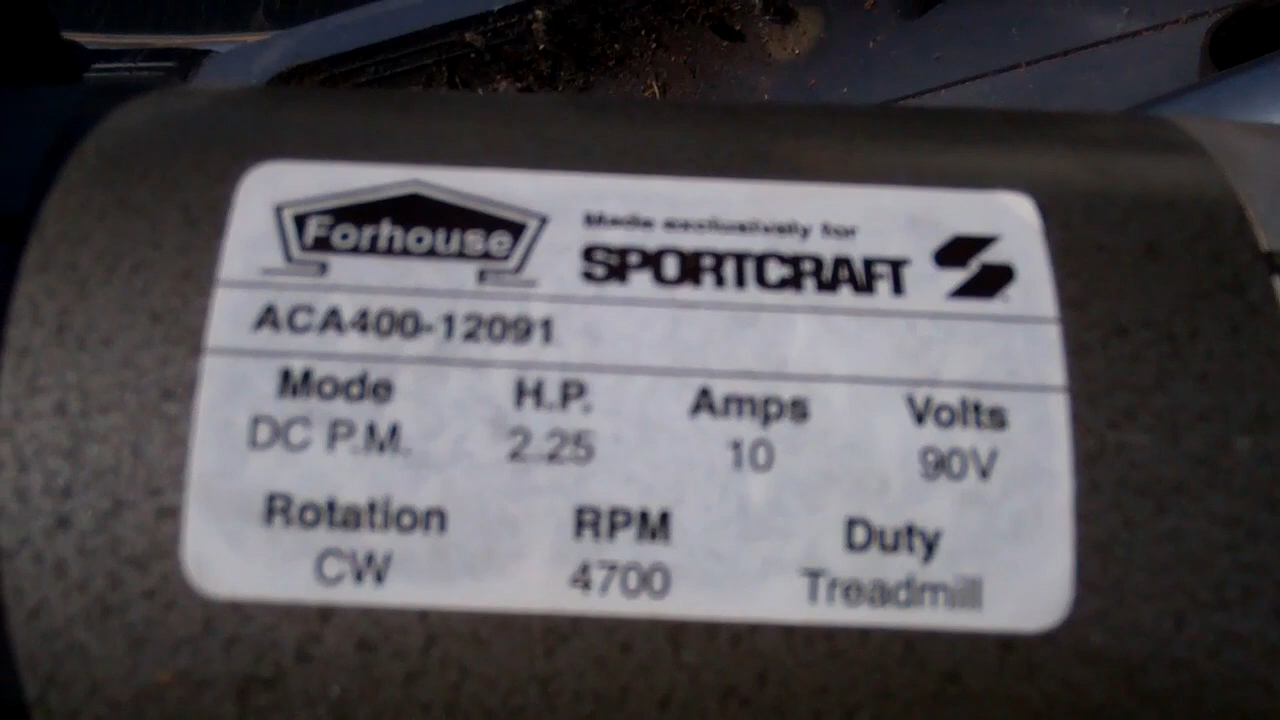 Forhouse
Made exclusively for
SPORTCRAFT
ACA400-12091
Mode H.P. Amps Volts
DC P.M. 2.25 10 90V
Rotation RPM Duty
CW 4700 Treadmill